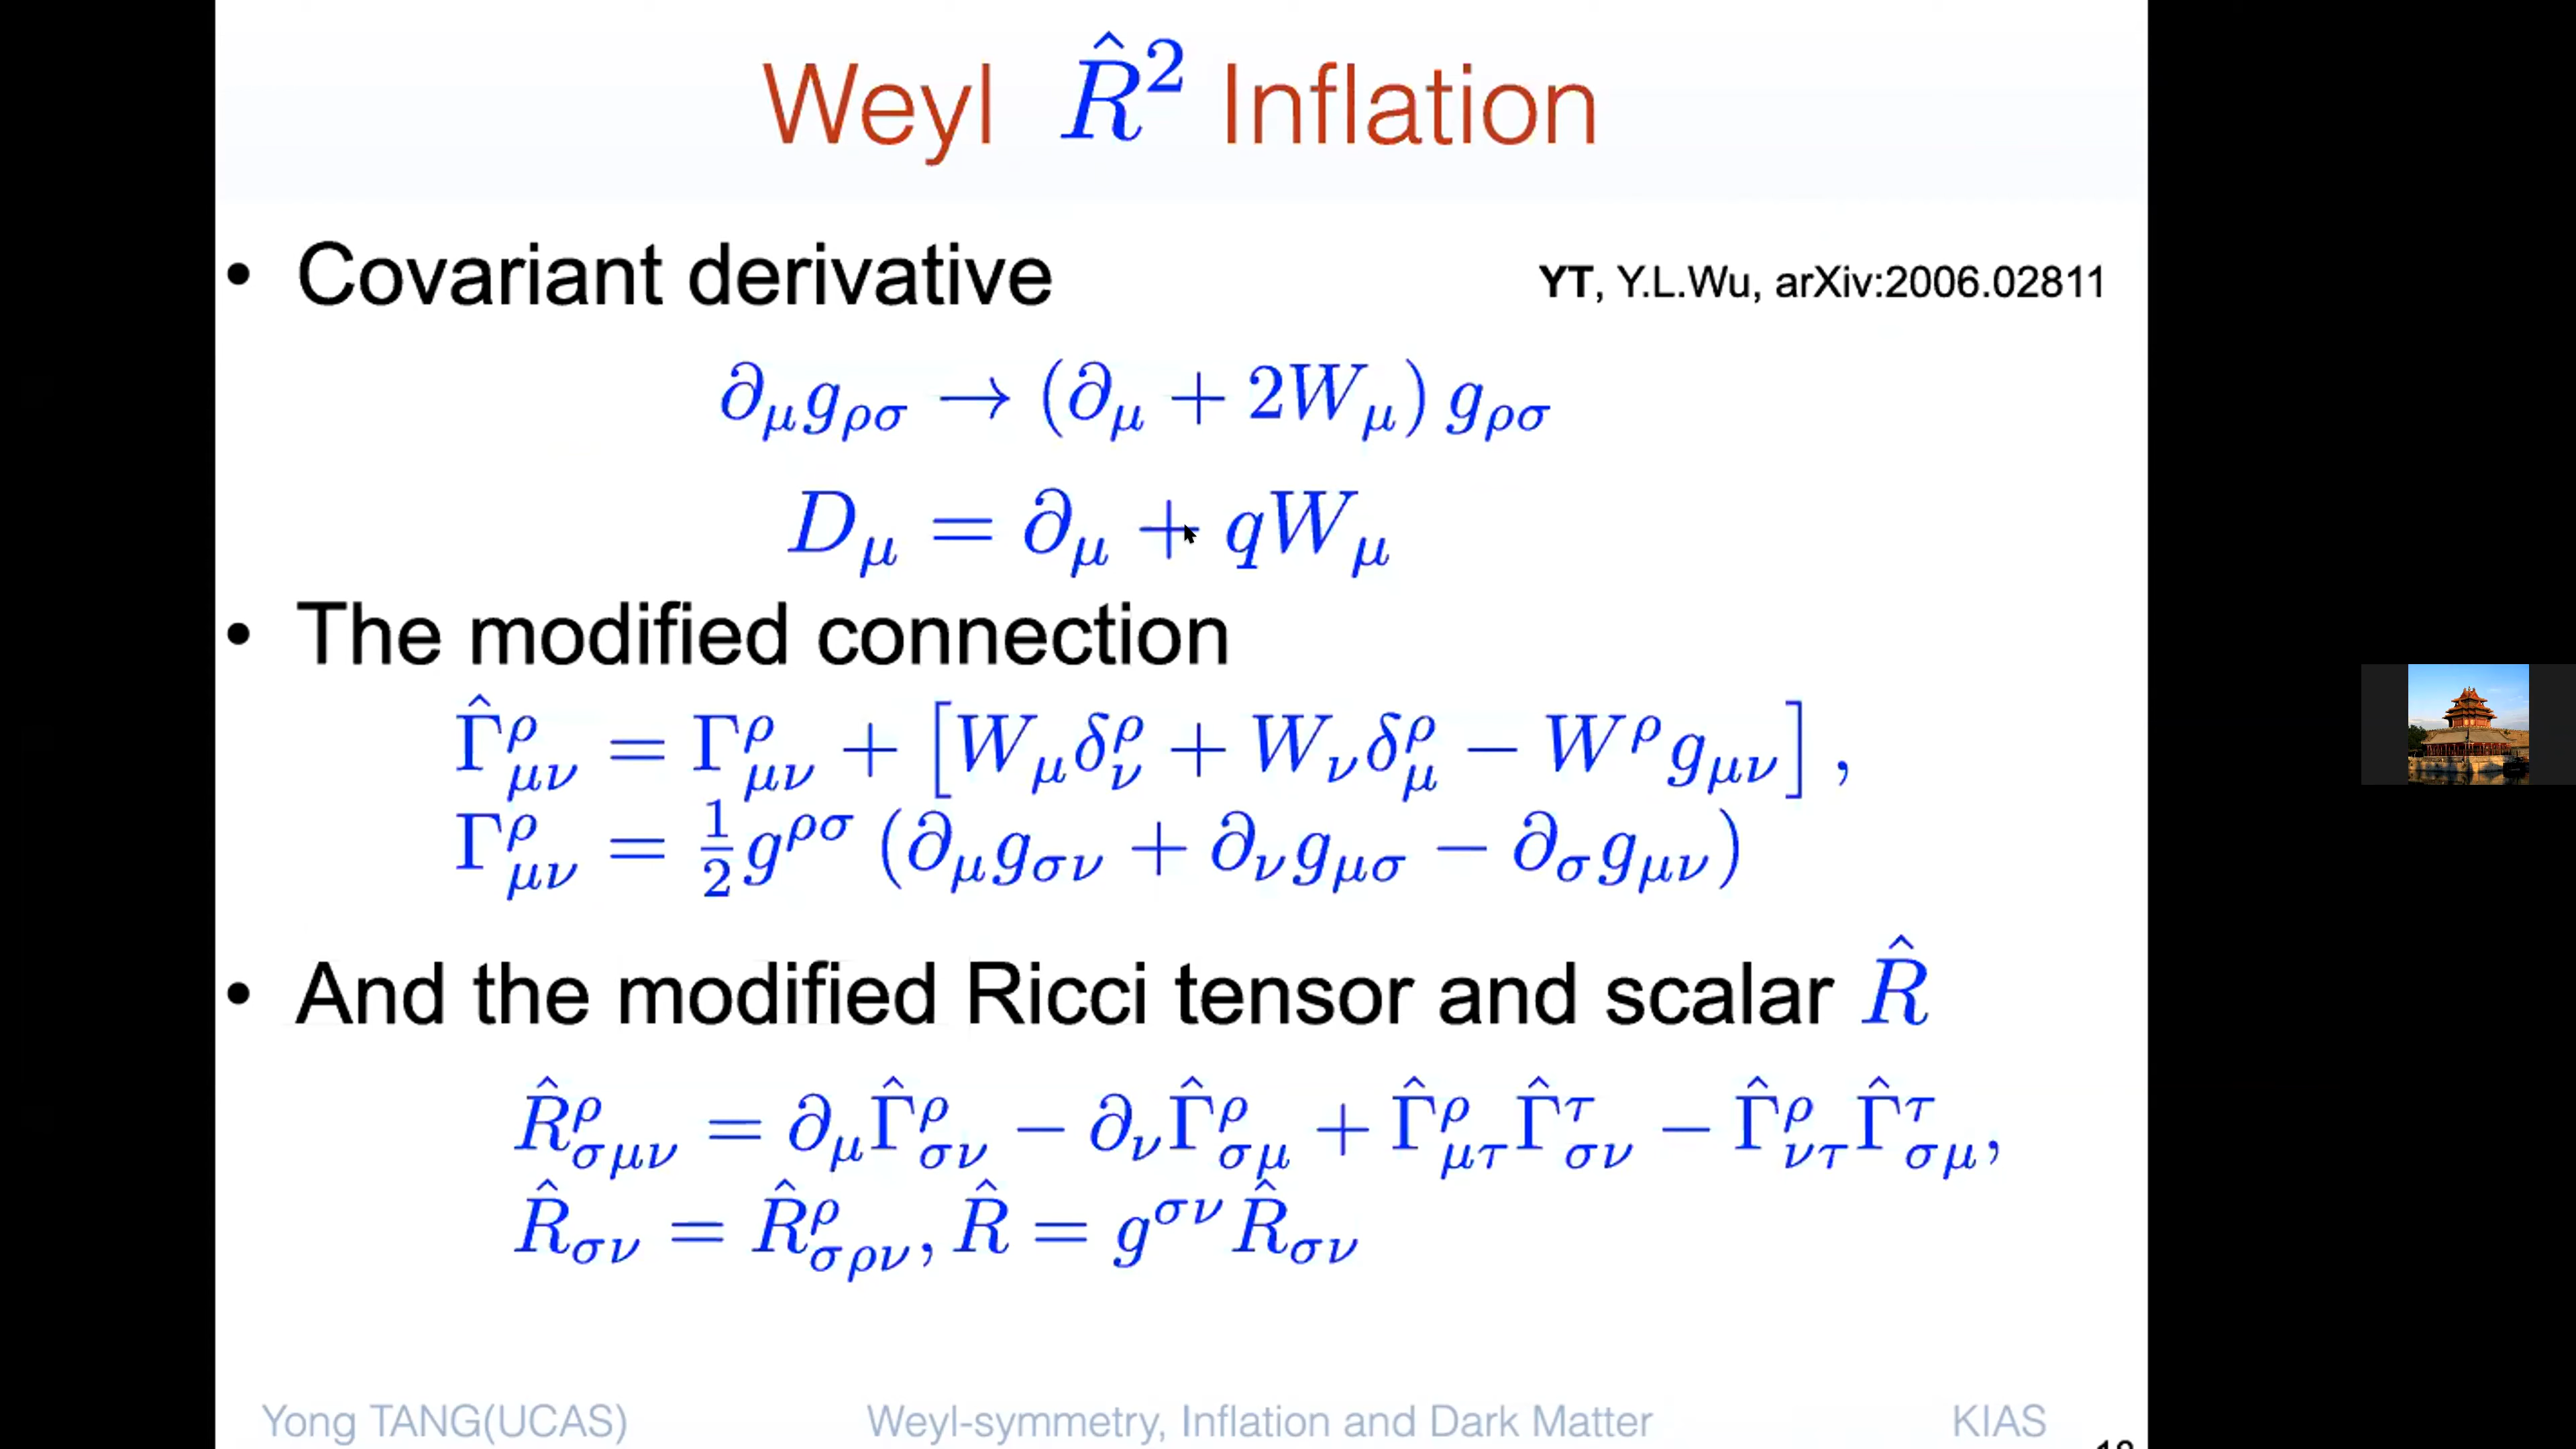 Weyl R̂² Inflation
• Covariant derivative
YT, Y.L.Wu, arXiv:2006.02811
∂_μ g_ρσ → (∂_μ + 2W_μ) g_ρσ
D_μ = ∂_μ + qW_μ
• The modified connection
Γ̂^ρ_μν = Γ^ρ_μν + [W_μ δ^ρ_ν + W_ν δ^ρ_μ − W^ρ g_μν],
Γ^ρ_μν = ½ g^ρσ (∂_μ g_σν + ∂_ν g_μσ − ∂_σ g_μν)
• And the modified Ricci tensor and scalar R̂
R̂^ρ_σμν = ∂_μ Γ̂^ρ_σν − ∂_ν Γ̂^ρ_σμ + Γ̂^ρ_μτ Γ̂^τ_σν − Γ̂^ρ_ντ Γ̂^τ_σμ,
R̂_σν = R̂^ρ_σρν, R̂ = g^σν R̂_σν
Yong TANG(UCAS)
Weyl-symmetry, Inflation and Dark Matter
KIAS